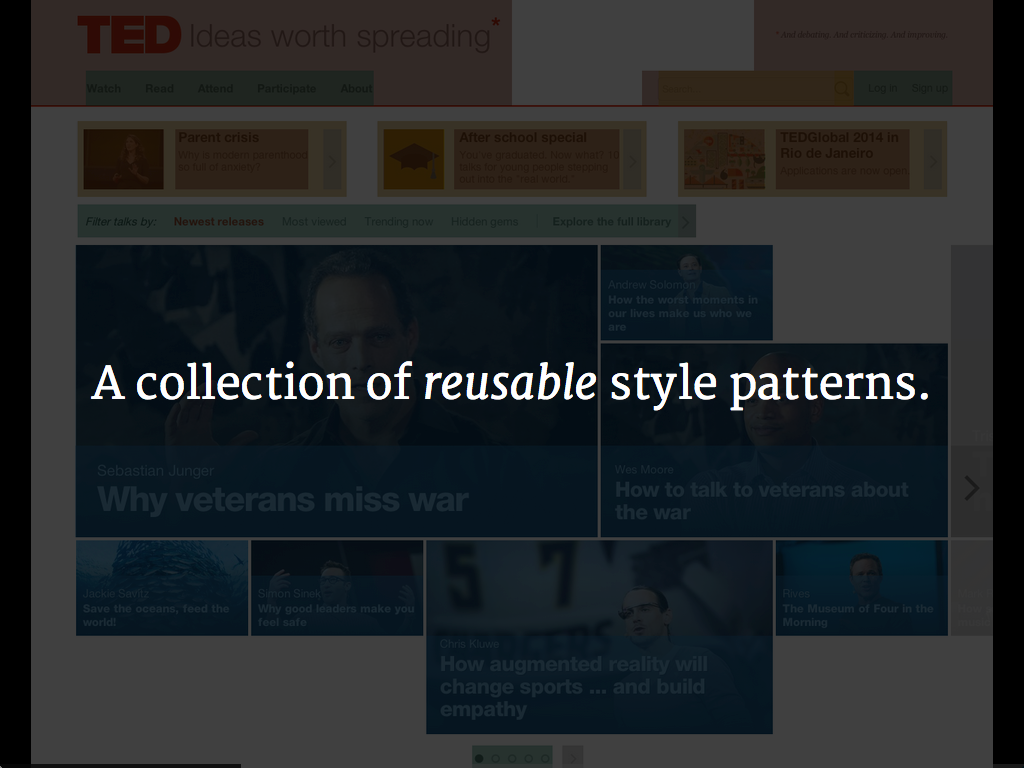 TED Ideas worth spreading*
* And debating. And criticising. And improving.
Watch Read Attend Participate About
Log in Sign up
Parent crisis
Why is modern parenthood
so full of anxiety?
After school special
You've graduated. Now what? 10
talks for young people stepping
out into the "real world."
TEDGlobal 2014 in
Rio de Janeiro
Applications are now open
Filter talks by: Newest releases Most viewed Trending now Hidden gems Explore the full library
Andrew Solomon
How the worst moments in
our lives make us who we
are
A collection of reusable style patterns.
Sebastian Junger
Why veterans miss war
Wes Moore
How to talk to veterans about
the war
Jackie Savitz
Save the oceans, feed the
world!
Simon Sinek
Why good leaders make you
feel safe
Chris Kluwe
How augmented reality will
change sports ... and build
empathy
Rives
The Museum of Four in the
Morning